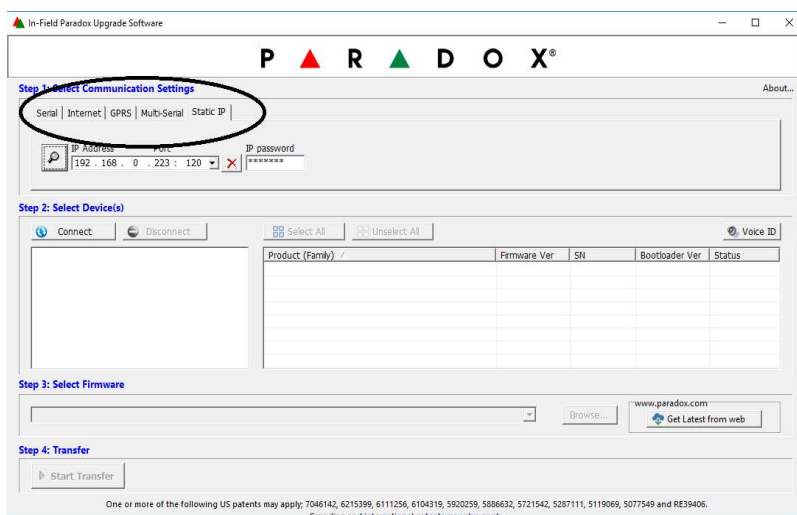 In-Field Paradox Upgrade Software
PARADOX®
Step 1: Select Communication Settings
About...
Serial | Internet | GPRS | Multi-Serial | Static IP
IP Address Port IP password
192 . 168 . 0 . 223 : 120 *******
Step 2: Select Device(s)
Connect Disconnect Select All Unselect All Voice ID
Product (Family) Firmware Ver SN Bootloader Ver Status
Step 3: Select Firmware
www.paradox.com
Browse... Get Latest from web
Step 4: Transfer
Start Transfer
One or more of the following US patents may apply; 7046142, 6215399, 6111256, 6104319, 5920259, 5886632, 5721542, 5287111, 5119069, 5077549 and RE39406.